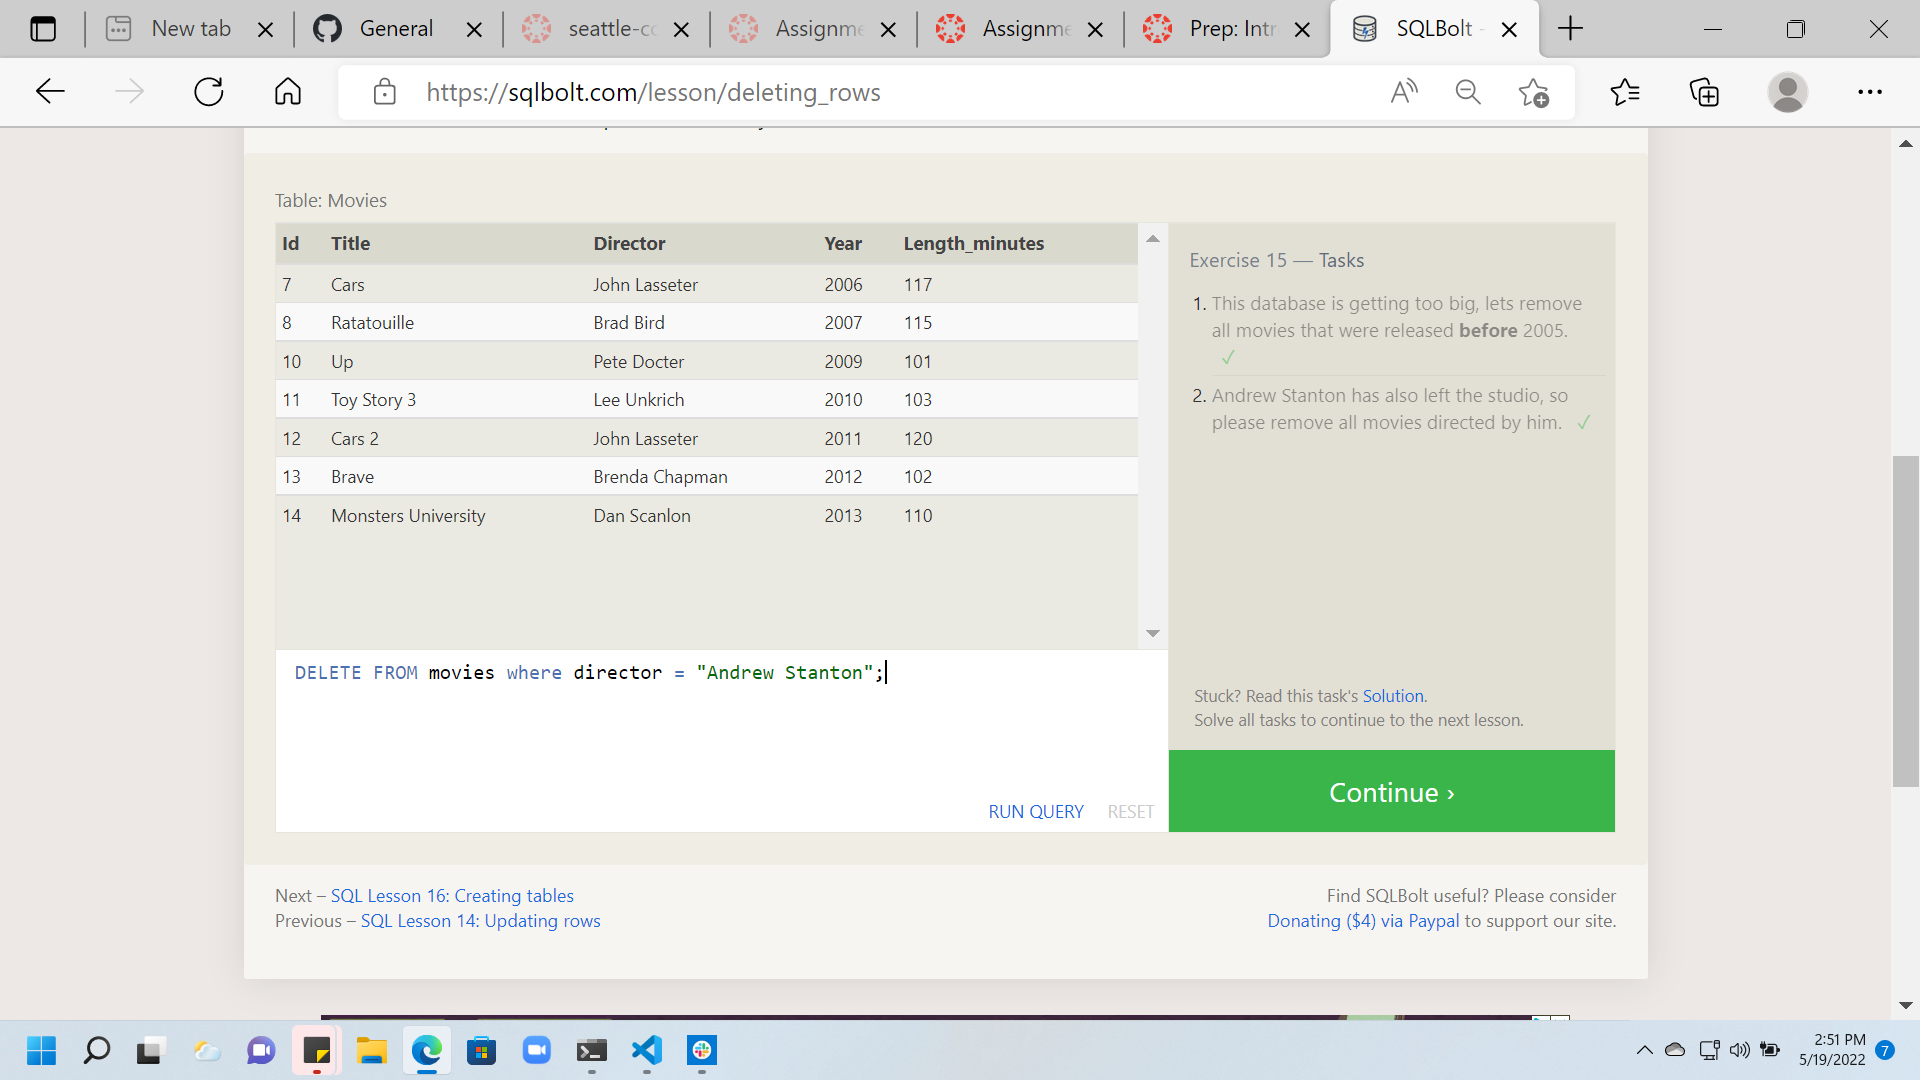 New tab
General
seattle-co
Assignme
Assignme
Prep: Intr
SQLBolt -
https://sqlbolt.com/lesson/deleting_rows
Table: Movies
Id Title Director Year Length_minutes
7 Cars John Lasseter 2006 117
8 Ratatouille Brad Bird 2007 115
10 Up Pete Docter 2009 101
11 Toy Story 3 Lee Unkrich 2010 103
12 Cars 2 John Lasseter 2011 120
13 Brave Brenda Chapman 2012 102
14 Monsters University Dan Scanlon 2013 110
DELETE FROM movies where director = "Andrew Stanton";
RUN QUERY RESET
Exercise 15 — Tasks
1. This database is getting too big, lets remove
all movies that were released before 2005.
✓
2. Andrew Stanton has also left the studio, so
please remove all movies directed by him. ✓
Stuck? Read this task's Solution.
Solve all tasks to continue to the next lesson.
Continue ›
Next – SQL Lesson 16: Creating tables
Previous – SQL Lesson 14: Updating rows
Find SQLBolt useful? Please consider
Donating ($4) via Paypal to support our site.
2:51 PM
5/19/2022
7